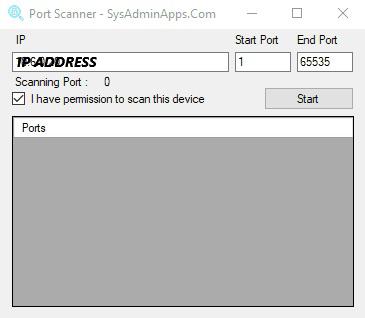 Port Scanner - SysAdminApps.Com
IP Start Port End Port
IP ADDRESS 1 65535
Scanning Port : 0
I have permission to scan this device Start
Ports